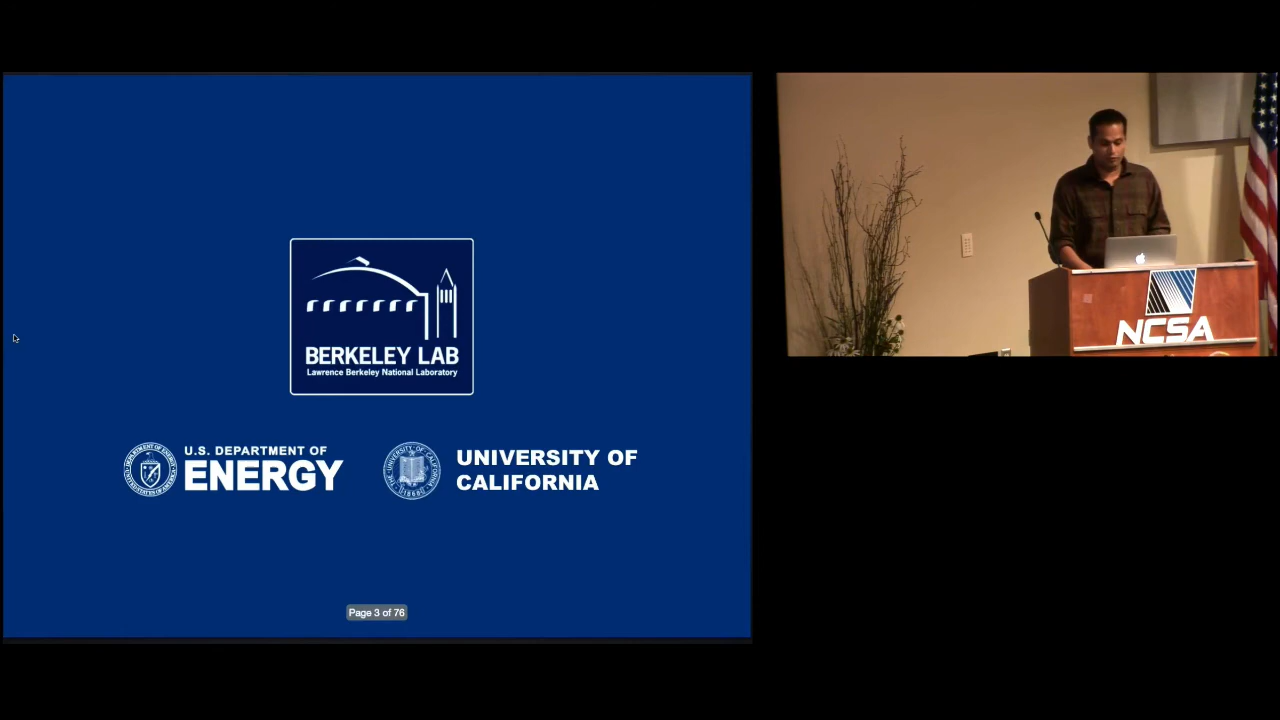 BERKELEY LAB
Lawrence Berkeley National Laboratory
U.S. DEPARTMENT OF
ENERGY
UNIVERSITY OF
CALIFORNIA
Page 3 of 76
NCSA